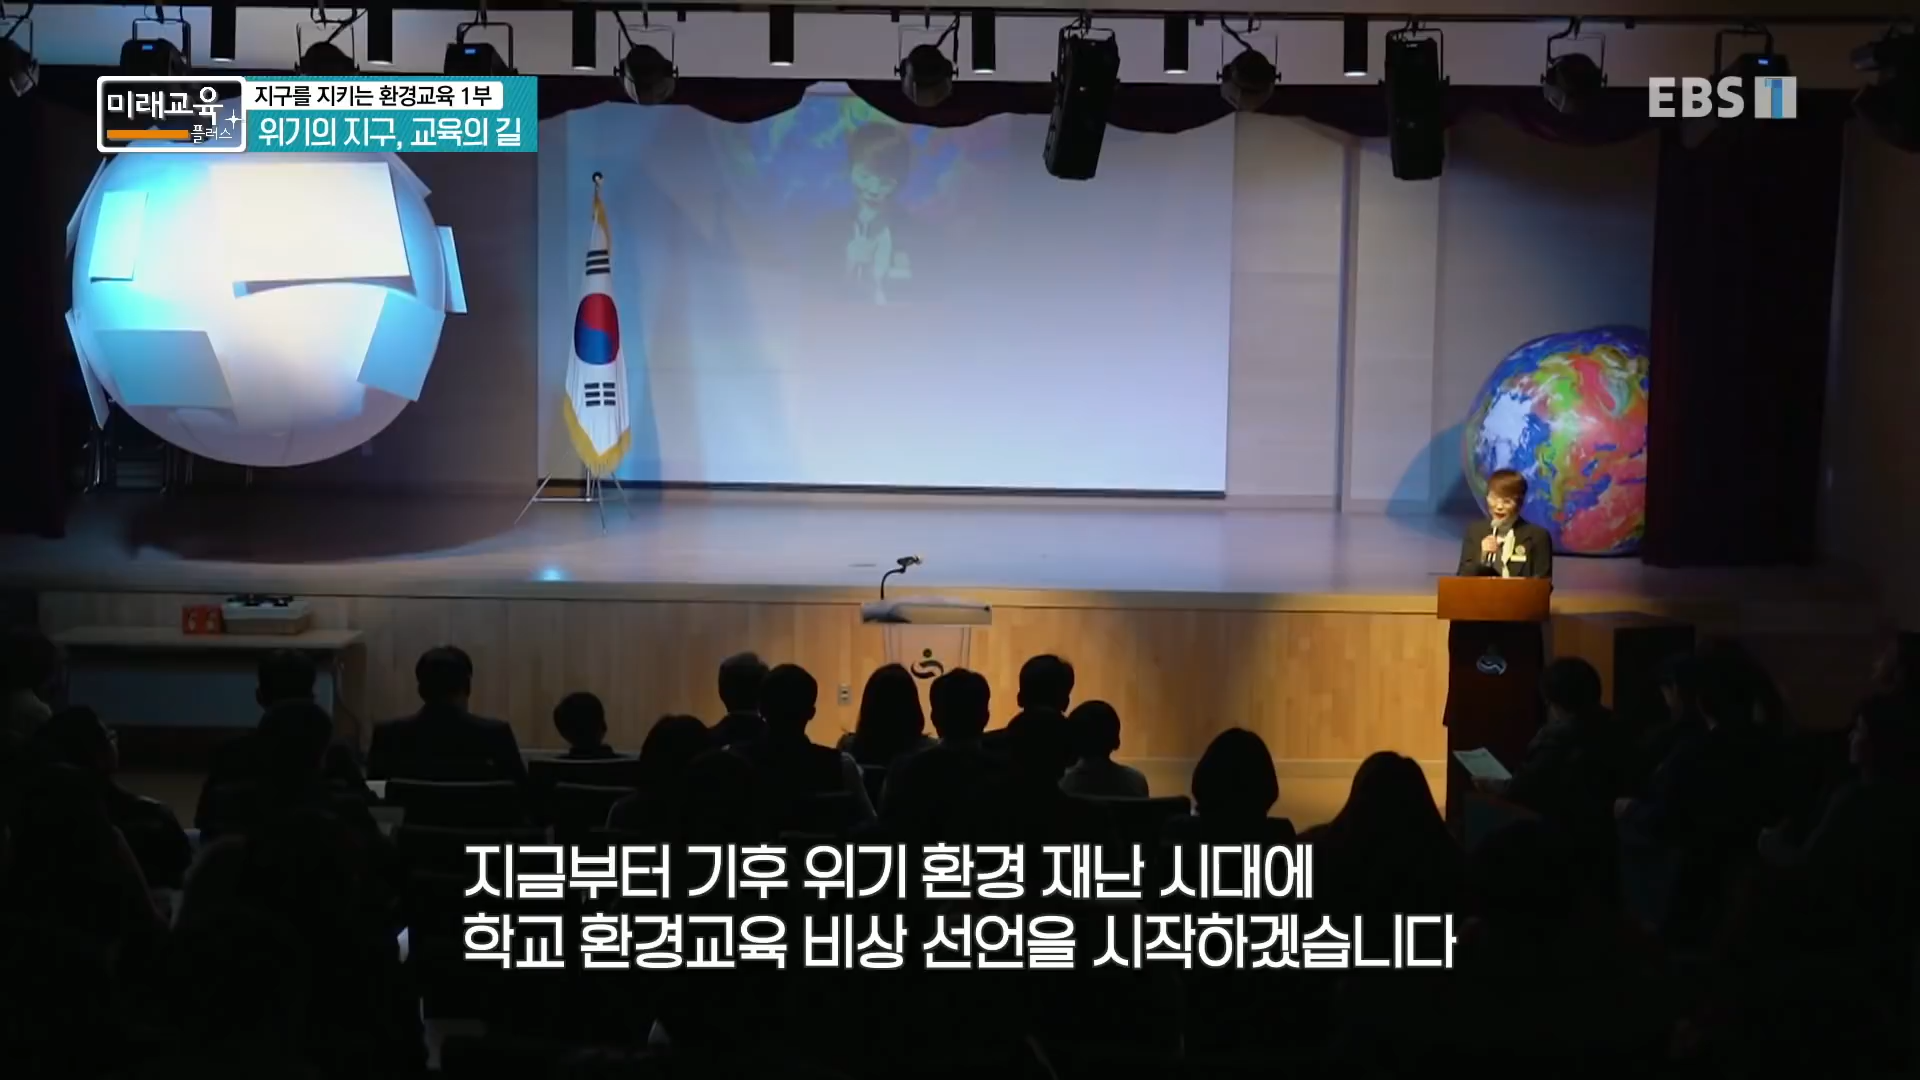 미래교육
플러스
지구를 지키는 환경교육 1부
위기의 지구, 교육의 길
EBS 1
지글부터 기후 위기 환경 재난 시대에
학교 환경교육 비상 선언을 시작하겠습니다